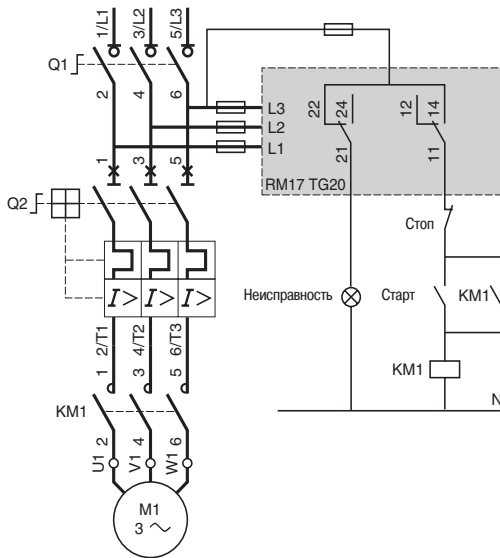 1/L1
3/L2
5/L3
Q1
2
4
6
L3
L2
L1
22
24
21
12
14
11
RM17 TG20
1
3
5
Q2
I >
I >
I >
Стоп
Неисправность
Старт
KM1
KM1
N
2/T1
4/T2
6/T3
1
3
5
KM1
2
4
6
U1
V1
W1
M1
3 ~